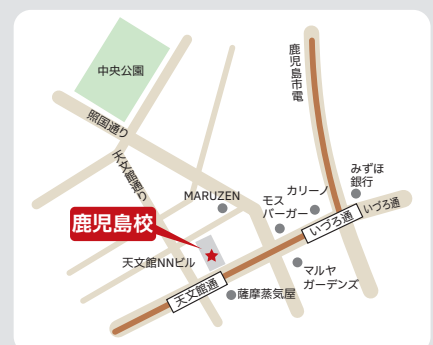 中央公園
鹿児島市電
照国通り
天文館通り
みずほ
銀行
カリーノ
MARUZEN
モス
バーガー
いづろ通
いづろ通
鹿児島校
天文館NNビル
マルヤ
ガーデンズ
天文館通
薩摩蒸気屋